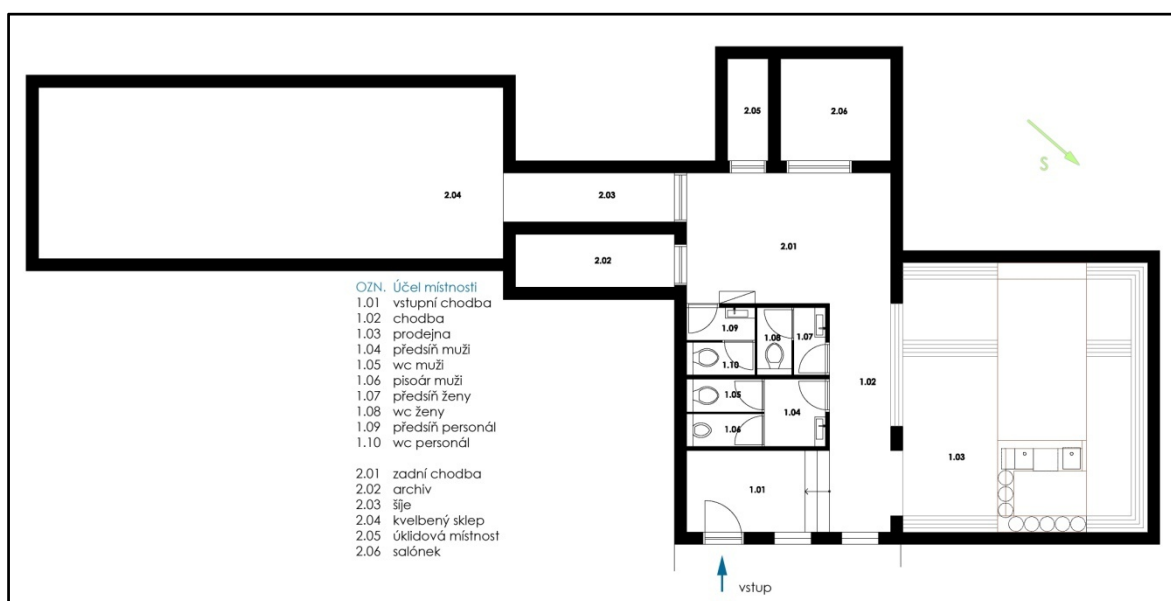 2.05
2.06
S
2.04
2.03
2.01
2.02
OZN. Účel místnosti
1.01 vstupní chodba
1.02 chodba
1.03 prodejna
1.04 předsíň muži
1.05 wc muži
1.06 pisoár muži
1.07 předsíň ženy
1.08 wc ženy
1.09 předsíň personál
1.10 wc personál
2.01 zadní chodba
2.02 archiv
2.03 šíje
2.04 kvelbený sklep
2.05 úklidová místnost
2.06 salónek
1.09
1.08
1.07
1.10
1.02
1.05
1.04
1.06
1.03
1.01
vstup